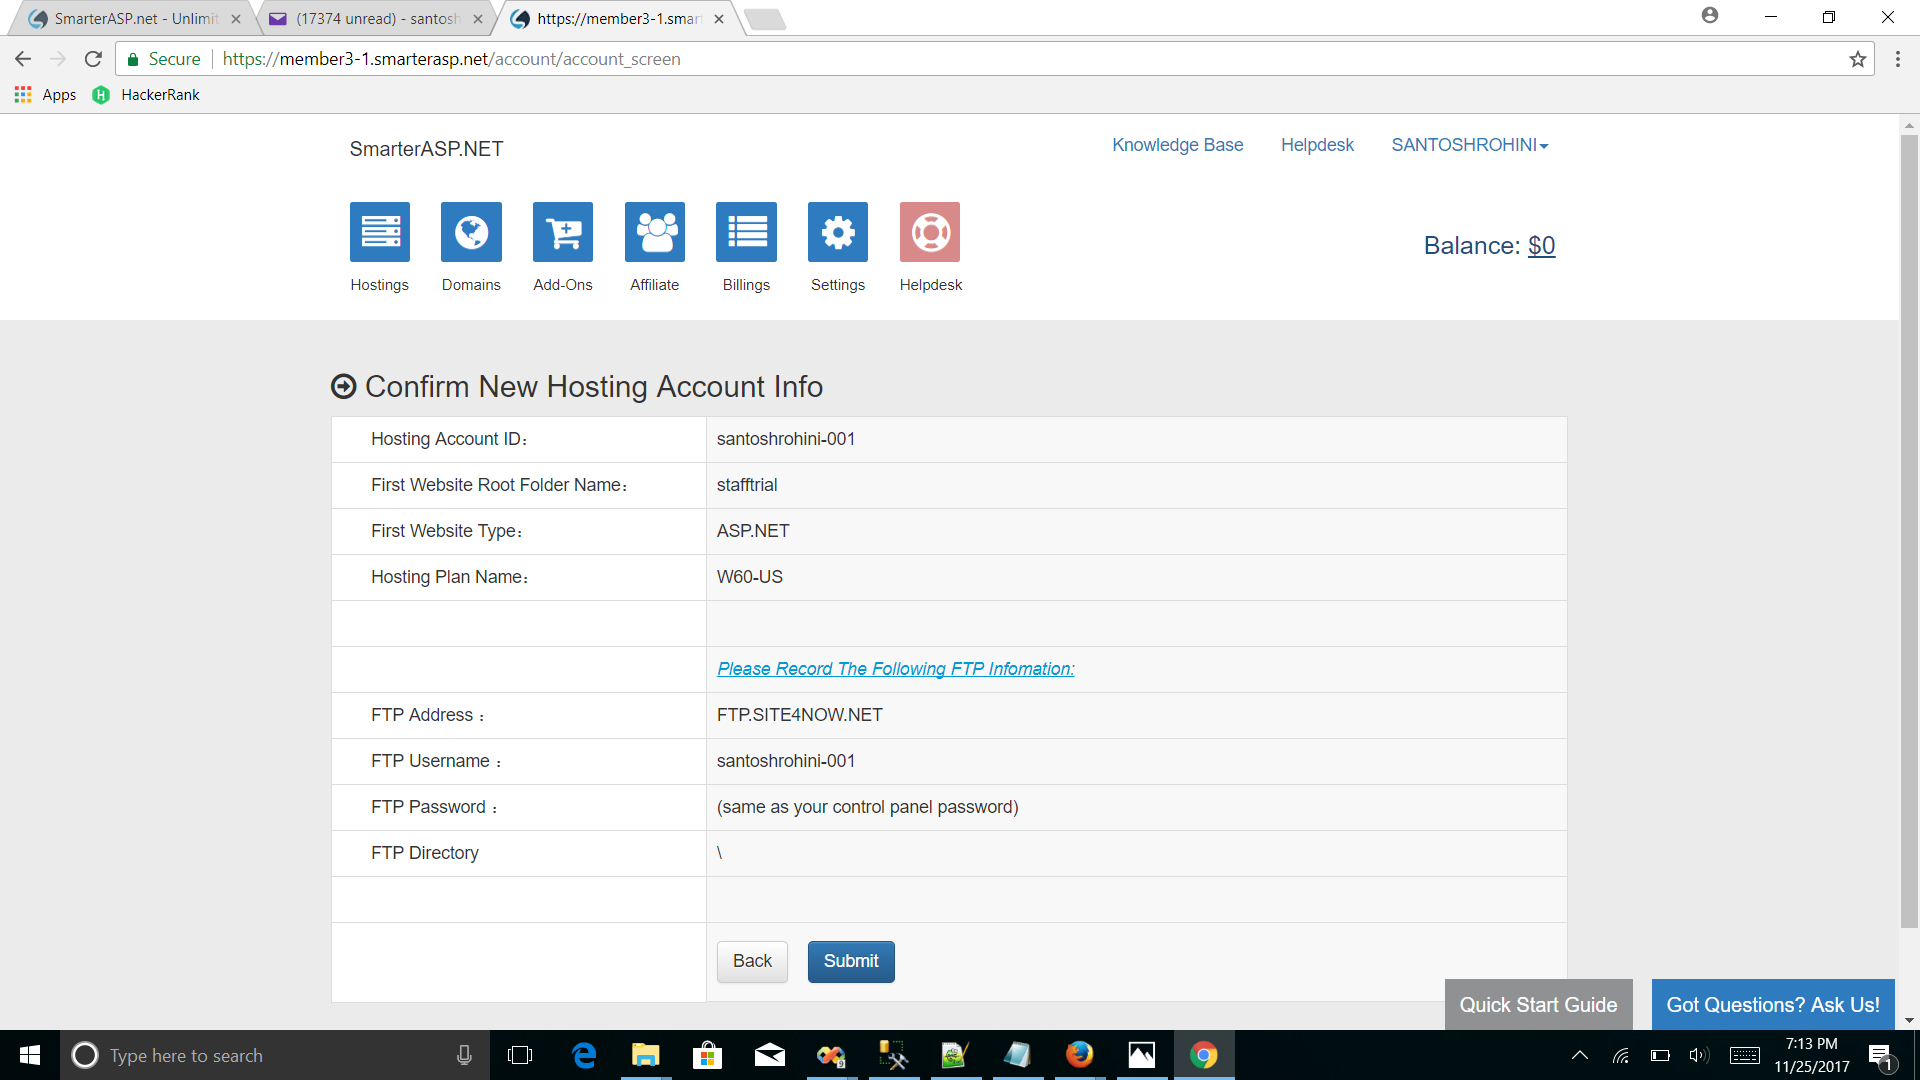 SmarterASP.net - Unlimit
(17374 unread) - santosh
https://member3-1.smar
Secure
https://member3-1.smarterasp.net/account/account_screen
Apps
HackerRank
SmarterASP.NET
Knowledge Base
Helpdesk
SANTOSHROHINI
Hostings
Domains
Add-Ons
Affiliate
Billings
Settings
Helpdesk
Balance: $0
Confirm New Hosting Account Info
Hosting Account ID: santoshrohini-001
First Website Root Folder Name: stafftrial
First Website Type: ASP.NET
Hosting Plan Name: W60-US
Please Record The Following FTP Infomation:
FTP Address : FTP.SITE4NOW.NET
FTP Username : santoshrohini-001
FTP Password : (same as your control panel password)
FTP Directory \
Back
Submit
Quick Start Guide
Got Questions? Ask Us!
Type here to search
7:13 PM
11/25/2017
1